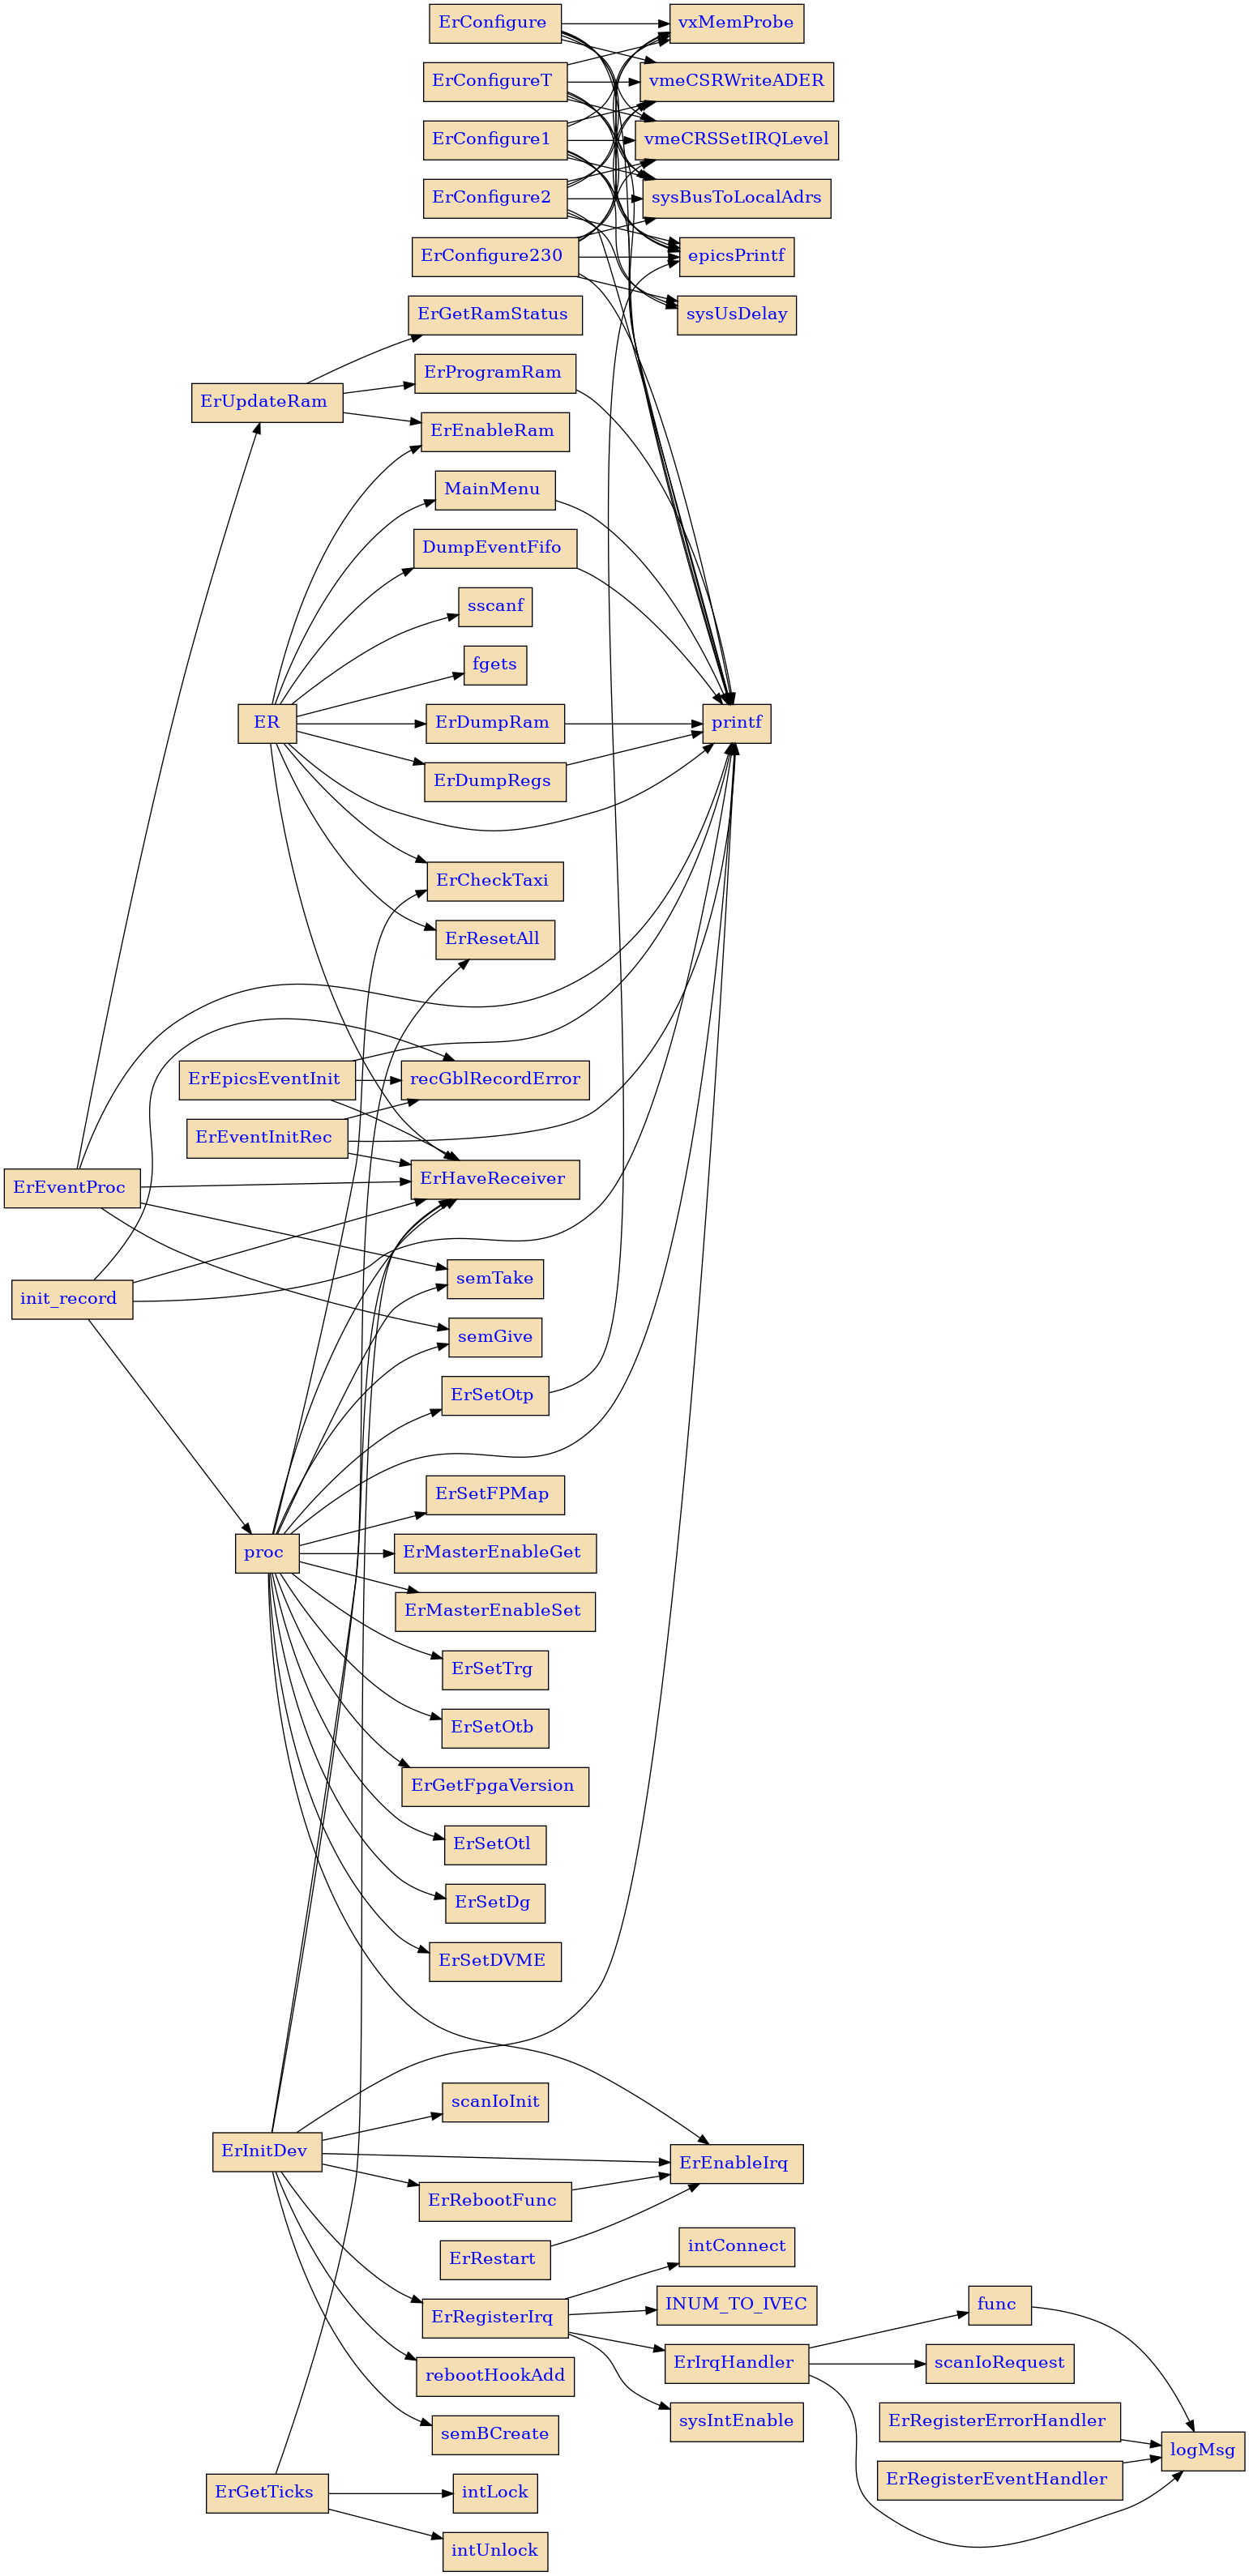 ErConfigure
vxMemProbe
ErConfigureT
vmeCSRWriteADER
ErConfigure1
vmeCRSSetIRQLevel
ErConfigure2
sysBusToLocalAdrs
ErConfigure230
epicsPrintf
ErGetRamStatus
sysUsDelay
ErProgramRam
ErUpdateRam
ErEnableRam
MainMenu
DumpEventFifo
sscanf
fgets
ER
ErDumpRam
printf
ErDumpRegs
ErCheckTaxi
ErResetAll
ErEpicsEventInit
recGblRecordError
ErEventInitRec
ErHaveReceiver
ErEventProc
semTake
init_record
semGive
ErSetOtp
ErSetFPMap
proc
ErMasterEnableGet
ErMasterEnableSet
ErSetTrg
ErSetOtb
ErGetFpgaVersion
ErSetOtl
ErSetDg
ErSetDVME
scanIoInit
ErInitDev
ErEnableIrq
ErRebootFunc
ErRestart
intConnect
ErRegisterIrq
INUM_TO_IVEC
func
ErIrqHandler
scanIoRequest
rebootHookAdd
sysIntEnable
ErRegisterErrorHandler
semBCreate
logMsg
ErRegisterEventHandler
ErGetTicks
intLock
intUnlock